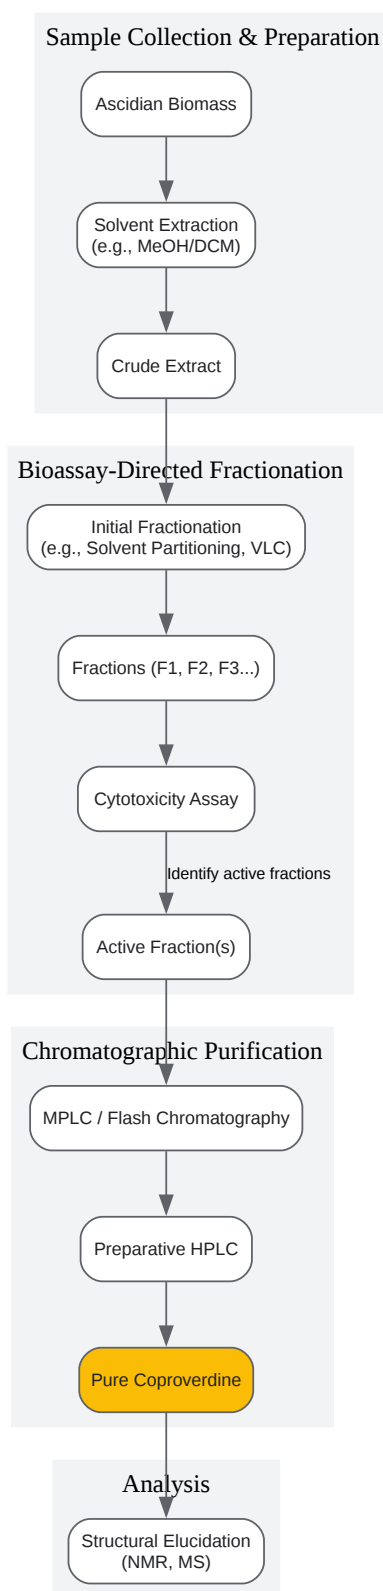 Sample Collection & Preparation
Ascidian Biomass
Solvent Extraction
(e.g., MeOH/DCM)
Crude Extract
Bioassay-Directed Fractionation
Initial Fractionation
(e.g., Solvent Partitioning, VLC)
Fractions (F1, F2, F3...)
Cytotoxicity Assay
Identify active fractions
Active Fraction(s)
Chromatographic Purification
MPLC / Flash Chromatography
Preparative HPLC
Pure Coproverdine
Analysis
Structural Elucidation
(NMR, MS)